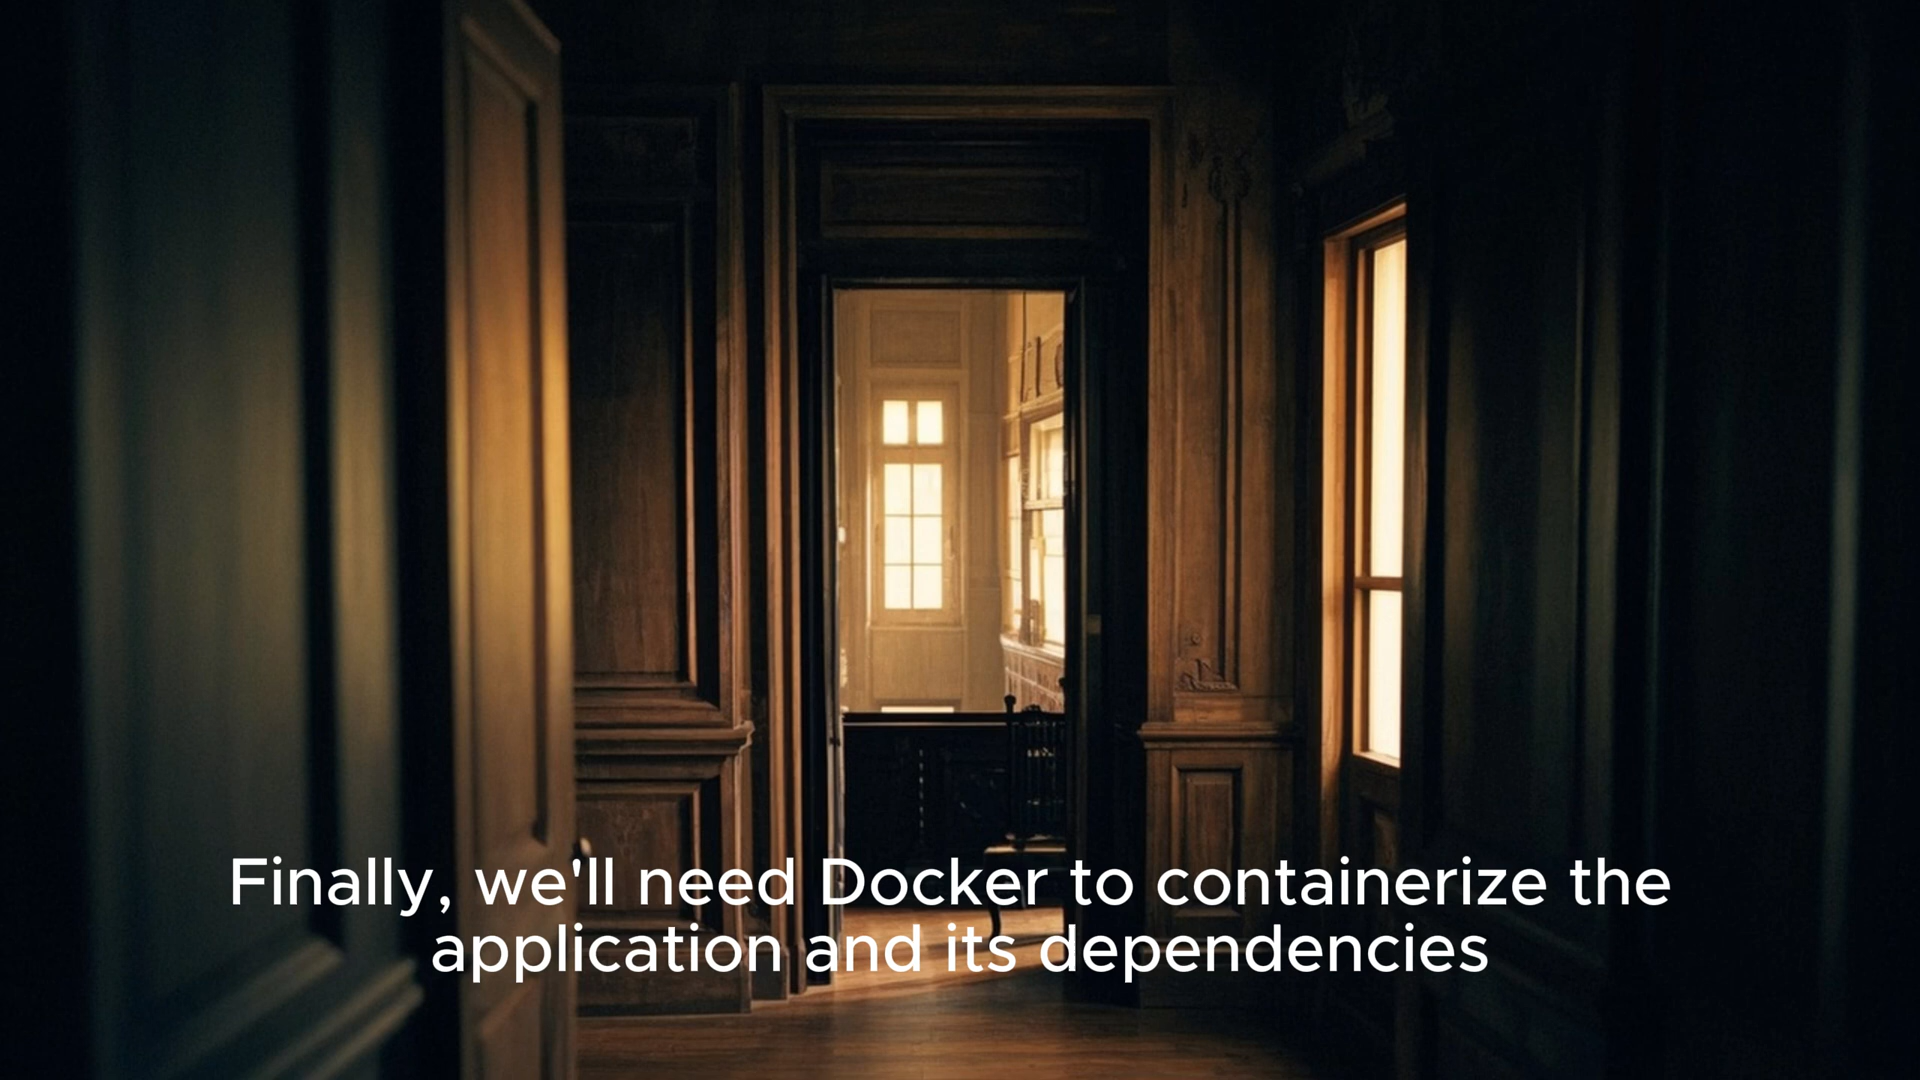 Finally, we'll need Docker to containerize the
application and its dependencies